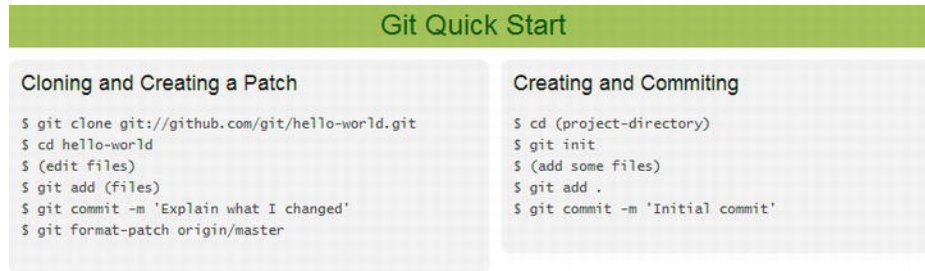 Git Quick Start
Cloning and Creating a Patch
$ git clone git://github.com/git/hello-world.git
$ cd hello-world
$ (edit files)
$ git add (files)
$ git commit -m 'Explain what I changed'
$ git format-patch origin/master
Creating and Commiting
$ cd (project-directory)
$ git init
$ (add some files)
$ git add .
$ git commit -m 'Initial commit'